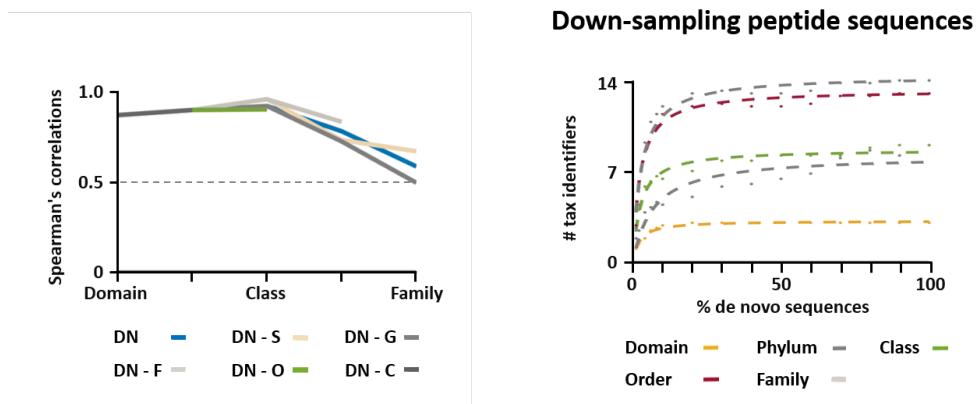 Down-sampling peptide sequences
Spearman's correlations
1.0
0.5
0
Domain Class Family
DN DN - S DN - G
DN - F DN - O DN - C
# tax identifiers
14
7
0
0 50 100
% de novo sequences
Domain Phylum Class
Order Family